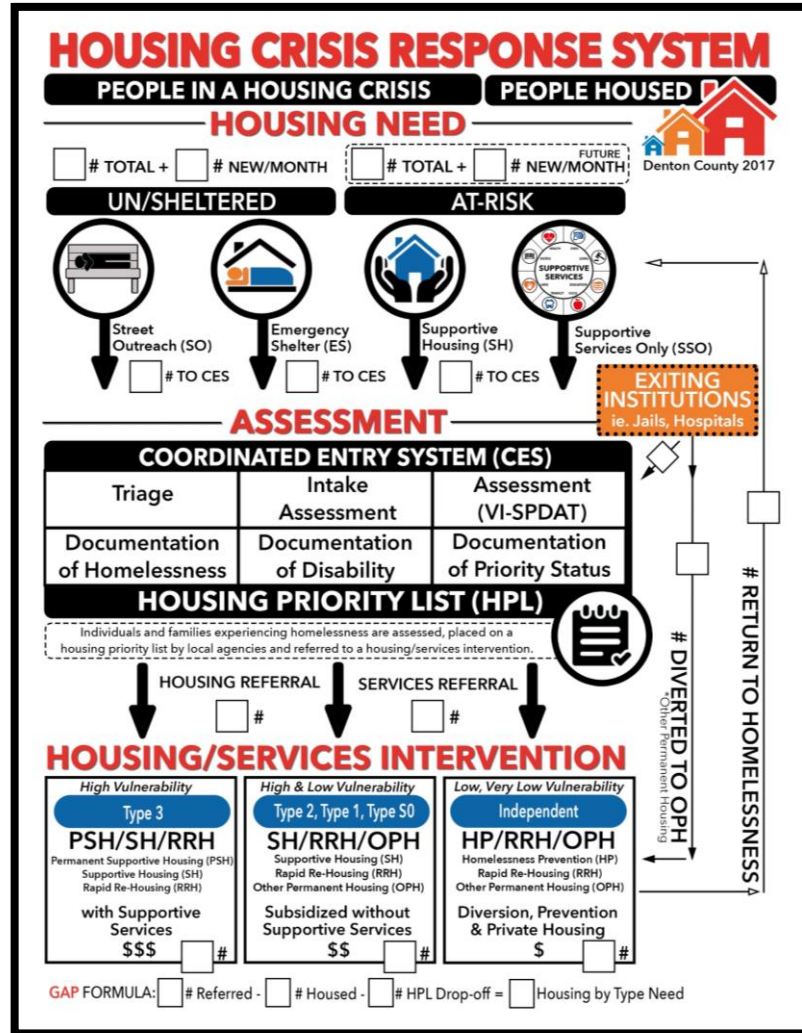 HOUSING CRISIS RESPONSE SYSTEM
PEOPLE IN A HOUSING CRISIS
PEOPLE HOUSED
HOUSING NEED
Denton County 2017
# TOTAL + # NEW/MONTH
FUTURE
# TOTAL + # NEW/MONTH
UN/SHELTERED
AT-RISK
SUPPORTIVE
SERVICES
Street
Outreach (SO)
Emergency
Shelter (ES)
Supportive
Housing (SH)
Supportive
Services Only (SSO)
# TO CES
# TO CES
# TO CES
EXITING
INSTITUTIONS
ie. Jails, Hospitals
ASSESSMENT
COORDINATED ENTRY SYSTEM (CES)
Triage
Intake
Assessment
Assessment
(VI-SPDAT)
Documentation
of Homelessness
Documentation
of Disability
Documentation
of Priority Status
HOUSING PRIORITY LIST (HPL)
Individuals and families experiencing homelessness are assessed, placed on a
housing priority list by local agencies and referred to a housing/services intervention.
HOUSING REFERRAL
#
SERVICES REFERRAL
#
# DIVERTED TO OPH
*Other Permanent Housing
# RETURN TO HOMELESSNESS
HOUSING/SERVICES INTERVENTION
High Vulnerability
Type 3
PSH/SH/RRH
Permanent Supportive Housing (PSH)
Supportive Housing (SH)
Rapid Re-Housing (RRH)
with Supportive
Services
$$$ #
High & Low Vulnerability
Type 2, Type 1, Type S0
SH/RRH/OPH
Supportive Housing (SH)
Rapid Re-Housing (RRH)
Other Permanent Housing (OPH)
Subsidized without
Supportive Services
$$ #
Low, Very Low Vulnerability
Independent
HP/RRH/OPH
Homelessness Prevention (HP)
Rapid Re-Housing (RRH)
Other Permanent Housing (OPH)
Diversion, Prevention
& Private Housing
$ #
GAP FORMULA: # Referred - # Housed - # HPL Drop-off = Housing by Type Need